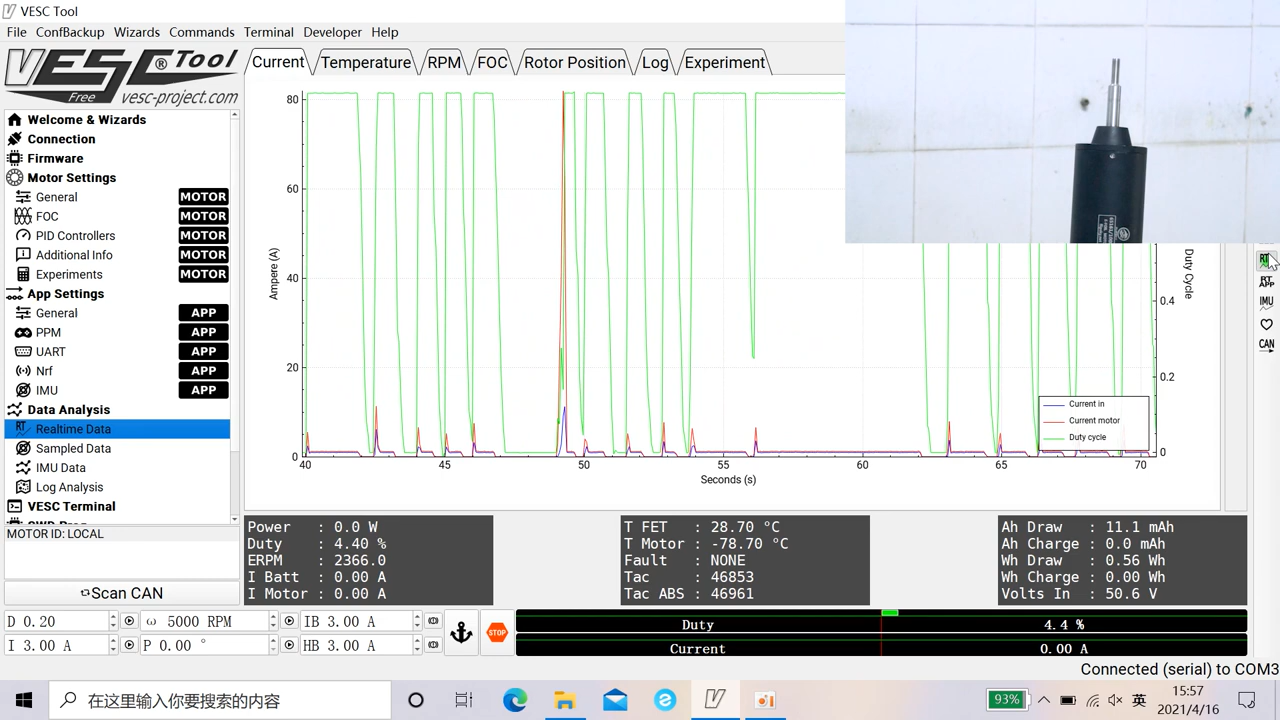 VESC Tool
File ConfBackup Wizards Commands Terminal Developer Help
VESC® Tool
Free vesc-project.com
Current Temperature RPM FOC Rotor Position Log Experiment
Welcome & Wizards
Connection
Firmware
Motor Settings
General MOTOR
FOC MOTOR
PID Controllers MOTOR
Additional Info MOTOR
Experiments MOTOR
App Settings
General APP
PPM APP
UART APP
Nrf APP
IMU APP
Data Analysis
RT Realtime Data
Sampled Data
IMU Data
Log Analysis
VESC Terminal
MOTOR ID: LOCAL
Scan CAN
80
60
40
20
0
Ampere (A)
40 45 50 55 60 65 70
Seconds (s)
Duty Cycle
0.4
0.2
0
Current in
Current motor
Duty cycle
RT
RT
APP
IMU
CAN
Power : 0.0 W
Duty : 4.40 %
ERPM : 2366.0
I Batt : 0.00 A
I Motor : 0.00 A
T FET : 28.70 °C
T Motor : -78.70 °C
Fault : NONE
Tac : 46853
Tac ABS : 46961
Ah Draw : 11.1 mAh
Ah Charge : 0.0 mAh
Wh Draw : 0.56 Wh
Wh Charge : 0.00 Wh
Volts In : 50.6 V
D 0.20 ω 5000 RPM IB 3.00 A
I 3.00 A P 0.00 ° HB 3.00 A
STOP
Duty 4.4 %
Current 0.00 A
Connected (serial) to COM3
在这里输入你要搜索的内容
93% 英 15:57
2021/4/16